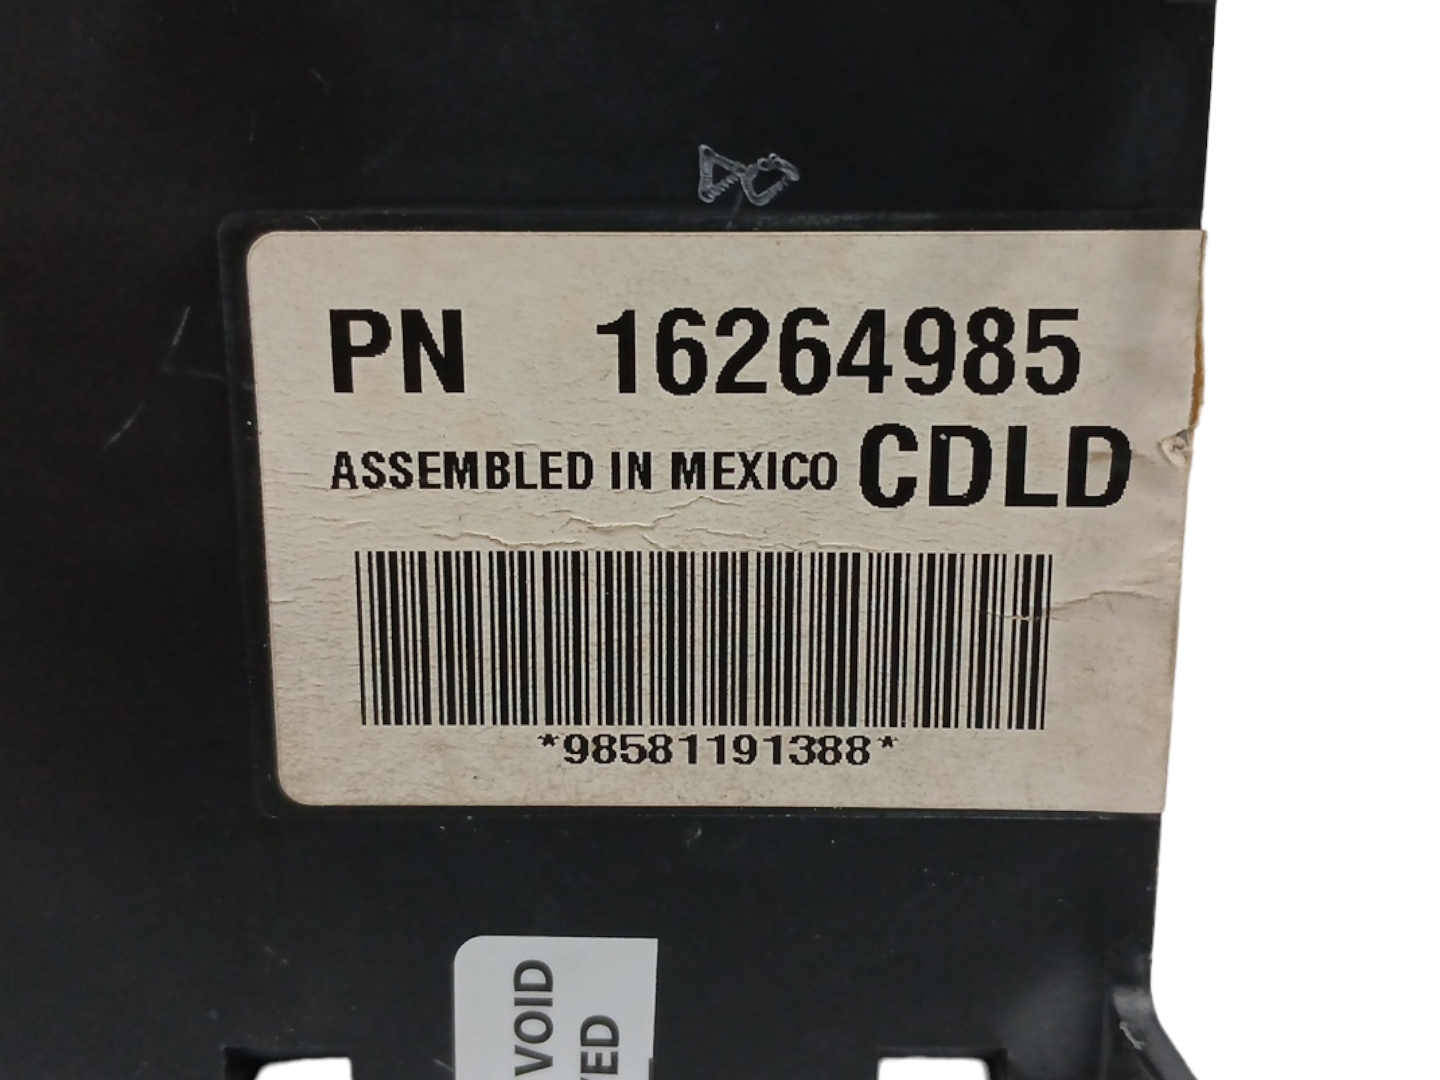 PN 16264985
ASSEMBLED IN MEXICO CDLD
*98581191388*
VOID